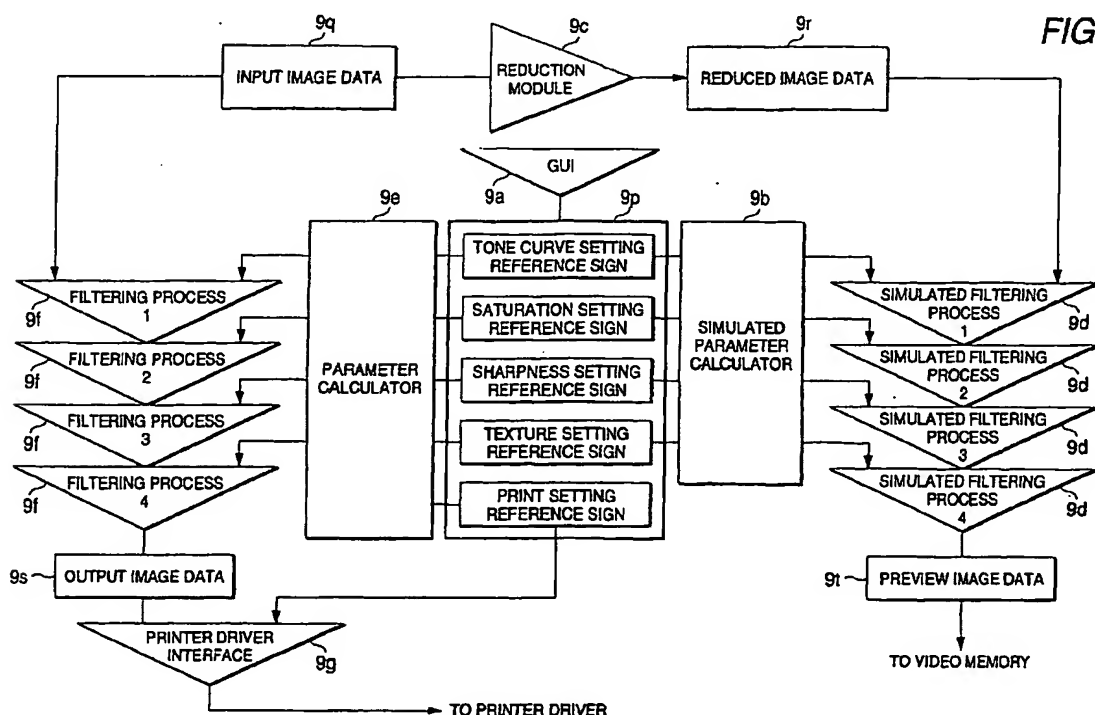 FIG
9q
9c
9r
INPUT IMAGE DATA
REDUCTION
MODULE
REDUCED IMAGE DATA
GUI
9a
9e
9p
9b
TONE CURVE SETTING
REFERENCE SIGN
SATURATION SETTING
REFERENCE SIGN
SHARPNESS SETTING
REFERENCE SIGN
TEXTURE SETTING
REFERENCE SIGN
PRINT SETTING
REFERENCE SIGN
PARAMETER
CALCULATOR
SIMULATED
PARAMETER
CALCULATOR
FILTERING PROCESS
1
9f
FILTERING PROCESS
2
9f
FILTERING PROCESS
3
9f
FILTERING PROCESS
4
9f
SIMULATED FILTERING
PROCESS
1
9d
SIMULATED FILTERING
PROCESS
2
9d
SIMULATED FILTERING
PROCESS
3
9d
SIMULATED FILTERING
PROCESS
4
9d
9s
OUTPUT IMAGE DATA
9t
PREVIEW IMAGE DATA
PRINTER DRIVER
INTERFACE
9g
TO VIDEO MEMORY
TO PRINTER DRIVER